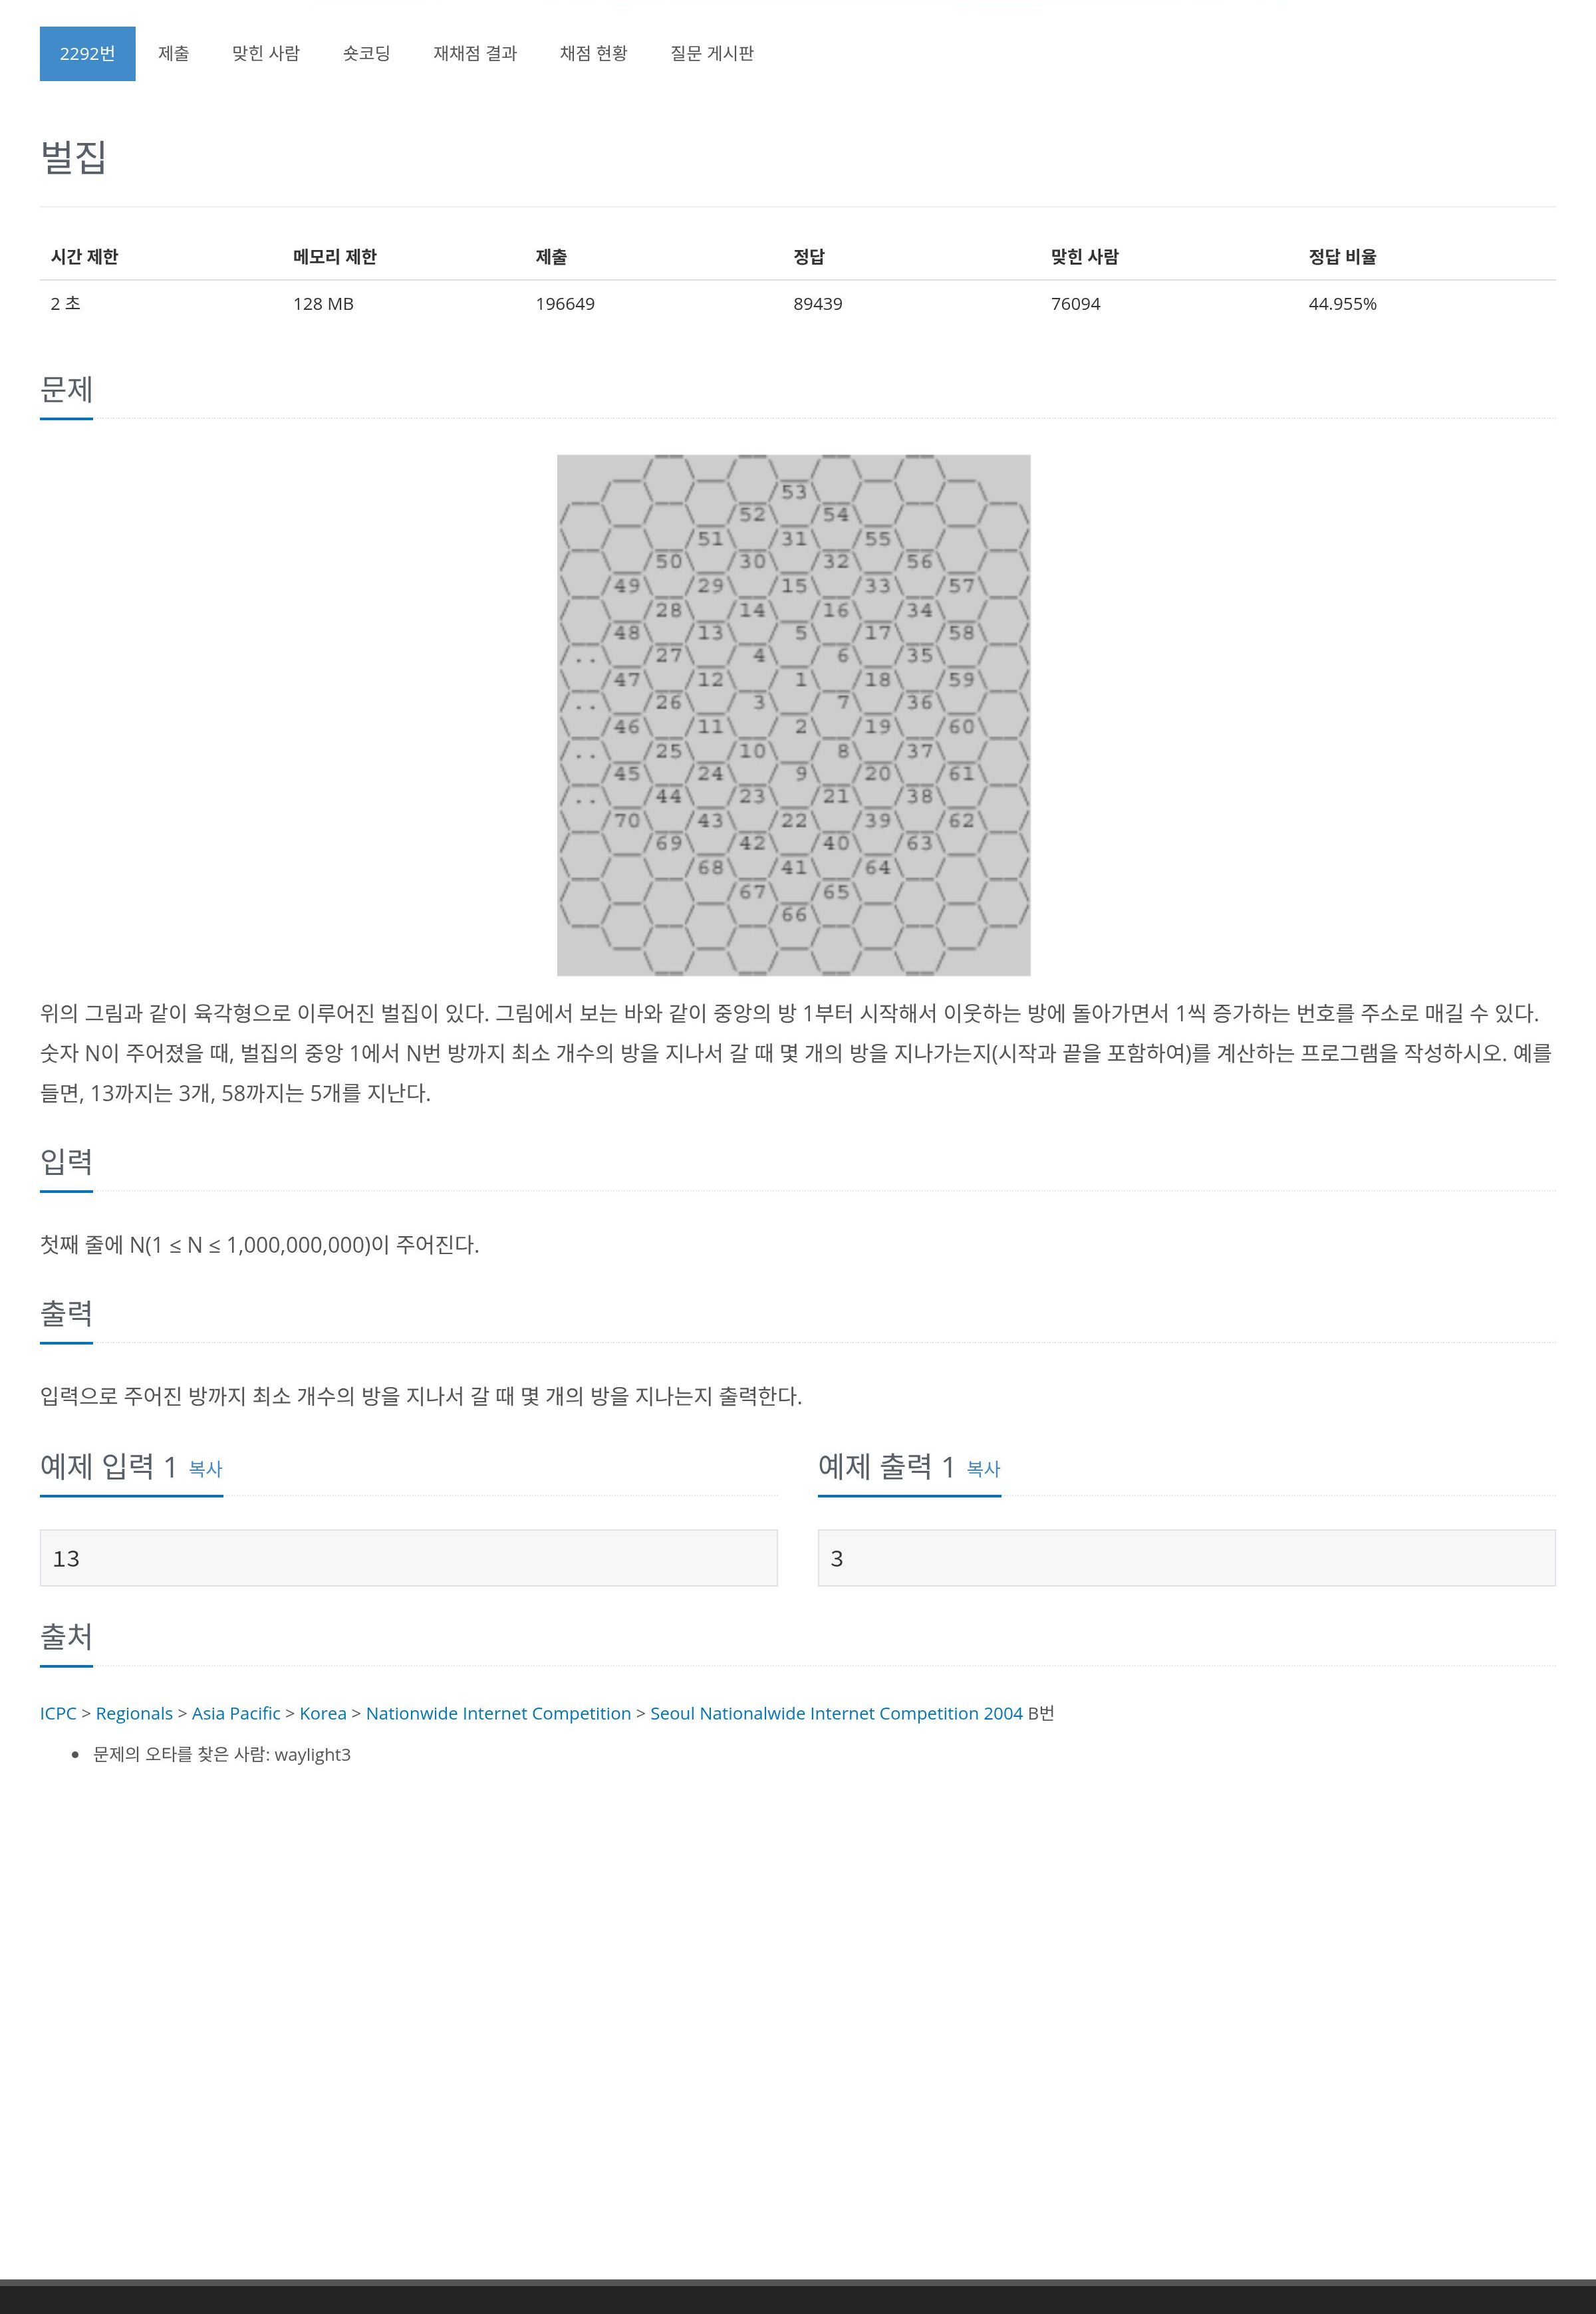 2292번 제출 맞힌 사람 숏코딩 재채점 결과 채점 현황 질문 게시판
벌집
시간 제한 메모리 제한 제출 정답 맞힌 사람 정답 비율
2 초 128 MB 196649 89439 76094 44.955%
문제
53
52 54
51 31 55
50 30 32 56
49 29 15 33 57
28 14 16 34
48 13 5 17 58
.. 27 4 6 35
47 12 1 18 59
.. 26 3 7 36
46 11 2 19 60
.. 25 10 8 37
45 24 9 20 61
.. 44 23 21 38
70 43 22 39 62
69 42 40 63
68 41 64
67 65
66
위의 그림과 같이 육각형으로 이루어진 벌집이 있다. 그림에서 보는 바와 같이 중앙의 방 1부터 시작해서 이웃하는 방에 돌아가면서 1씩 증가하는 번호를 주소로 매길 수 있다.
숫자 N이 주어졌을 때, 벌집의 중앙 1에서 N번 방까지 최소 개수의 방을 지나서 갈 때 몇 개의 방을 지나가는지(시작과 끝을 포함하여)를 계산하는 프로그램을 작성하시오. 예를
들면, 13까지는 3개, 58까지는 5개를 지난다.
입력
첫째 줄에 N(1 ≤ N ≤ 1,000,000,000)이 주어진다.
출력
입력으로 주어진 방까지 최소 개수의 방을 지나서 갈 때 몇 개의 방을 지나는지 출력한다.
예제 입력 1 복사 예제 출력 1 복사
13 3
출처
ICPC > Regionals > Asia Pacific > Korea > Nationwide Internet Competition > Seoul Nationalwide Internet Competition 2004 B번
• 문제의 오타를 찾은 사람: waylight3